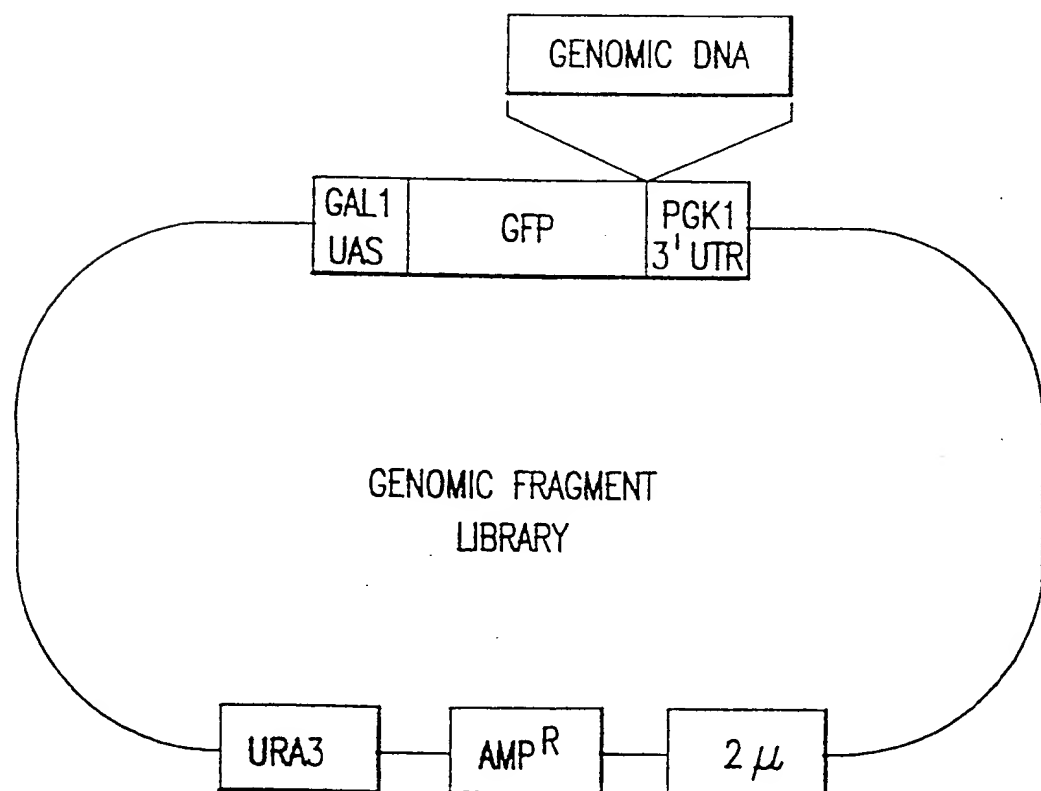 GENOMIC DNA
GAL1
UAS
GFP
PGK1
3' UTR
GENOMIC FRAGMENT
LIBRARY
URA3
AMP^R
2 μ